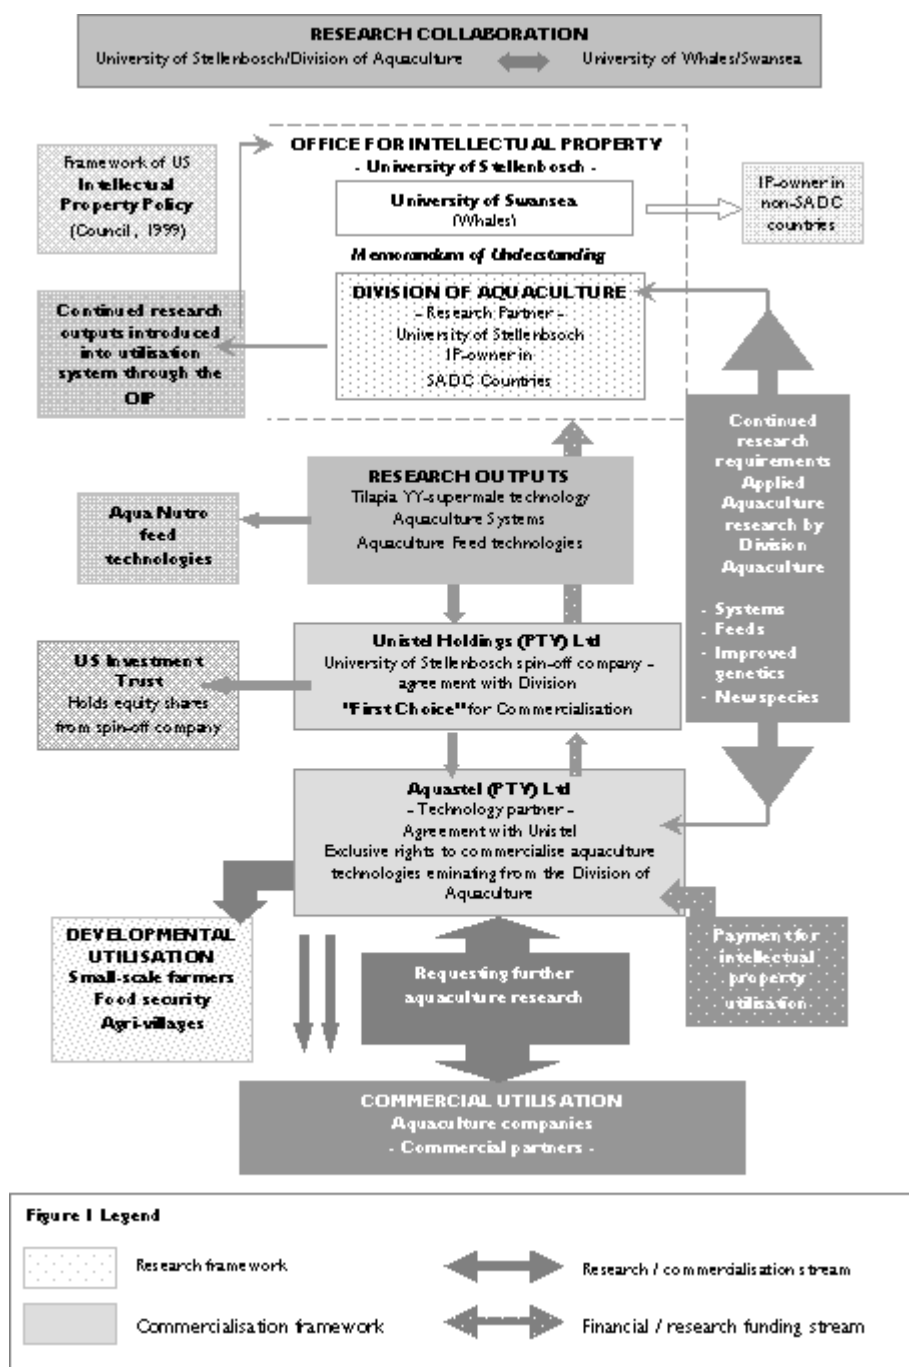 RESEARCH COLLABORATION
University of Stellenbosch/Division of Aquaculture
University of Whales/Swansea
Framework of US
Intellectual
Property Policy
(Council, 1999)
OFFICE FOR INTELLECTUAL PROPERTY
- University of Stellenbosch -
University of Swansea
(Whales)
IP-owner in
non-SADC
countries
Memorandum of Understanding
Continued research
outputs introduced
into utilisation
system through the
OIP
DIVISION OF AQUACULTURE
- Research Partner -
University of Stellenbsoch
IP-owner in
SADC Countries
Continued
research
requirements
Applied
Aquaculture
research by
Division
Aquaculture
- Systems
- Feeds
- Improved
genetics
- New species
RESEARCH OUTPUTS
Tilapia YY-supermale technology
Aquaculture Systems
Aquaculture Feed technologies
Aqua Nutro
feed
technologies
Unistel Holdings (PTY) Ltd
University of Stellenbosch spin-off company –
agreement with Division
"First Choice" for Commercialisation
US Investment
Trust
Holds equity shares
from spin-off company
Aquastel (PTY) Ltd
- Technology partner -
Agreement with Unistel
Exclusive rights to commercialise aquaculture
technologies eminating from the Division of
Aquaculture
DEVELOPMENTAL
UTILISATION
Small-scale farmers
Food security
Agri-villages
Requesting further
aquaculture research
Payment for
intellectual
property
utilisation
COMMERCIAL UTILISATION
Aquaculture companies
- Commercial partners -
Figure 1 Legend
Research framework
Research / commercialisation stream
Commercialisation framework
Financial / research funding stream